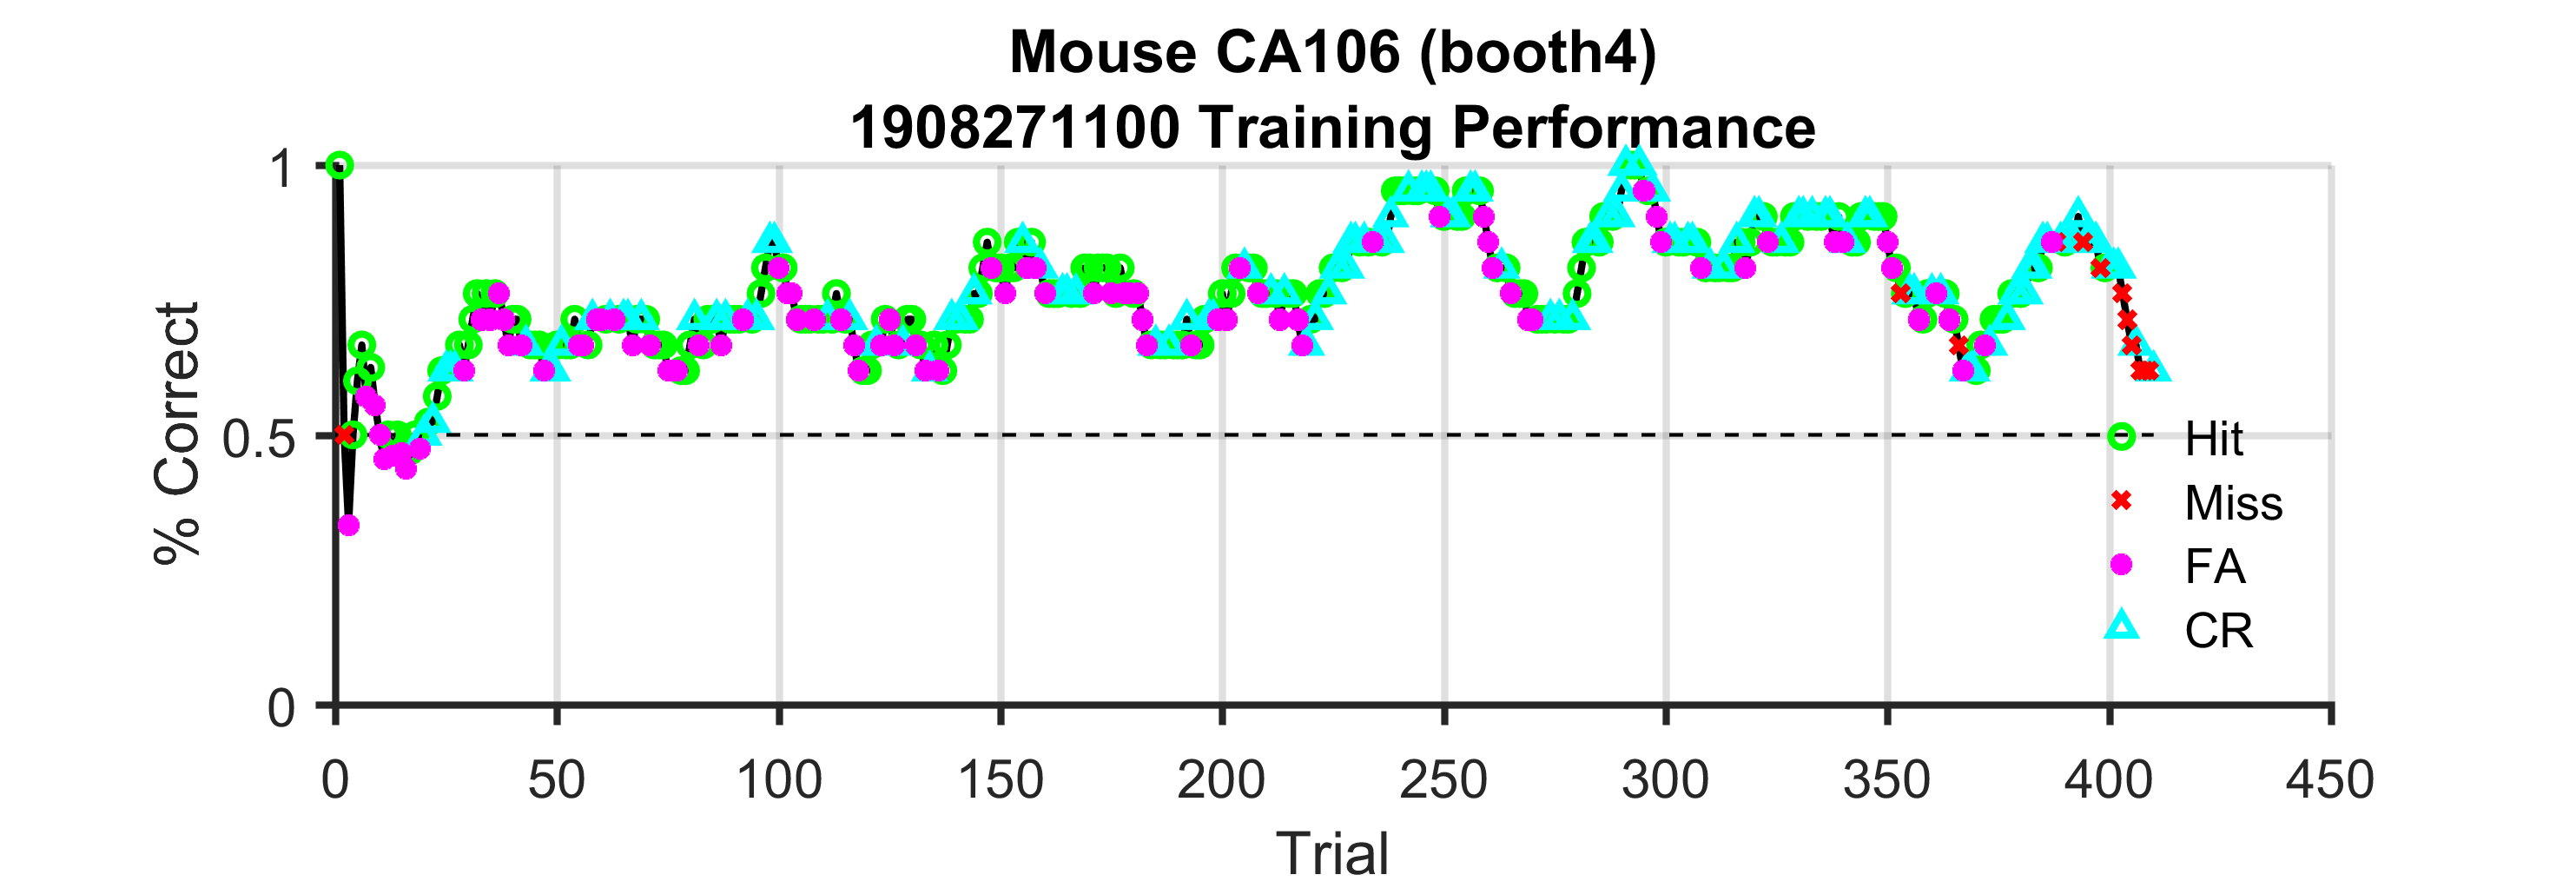 Mouse CA106 (booth4)
1908271100 Training Performance
% Correct
1
0.5
0
0 50 100 150 200 250 300 350 400 450
Trial
Hit
Miss
FA
CR